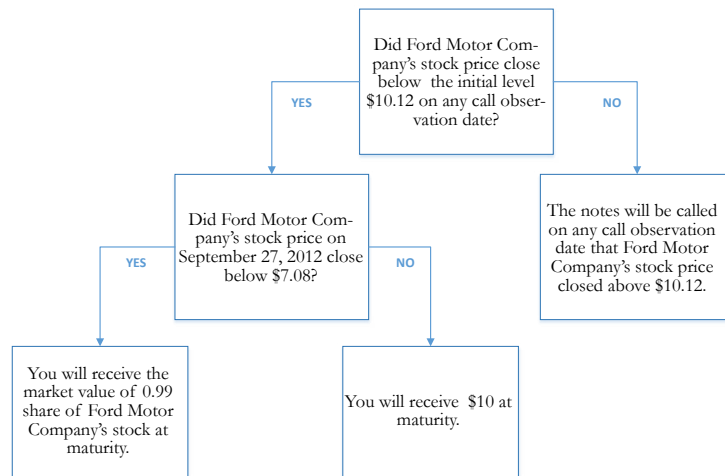 Did Ford Motor Com-
pany's stock price close
below the initial level
$10.12 on any call obser-
vation date?
YES
NO
Did Ford Motor Com-
pany's stock price on
September 27, 2012 close
below $7.08?
The notes will be called
on any call observation
date that Ford Motor
Company's stock price
closed above $10.12.
YES
NO
You will receive the
market value of 0.99
share of Ford Motor
Company's stock at
maturity.
You will receive $10 at
maturity.